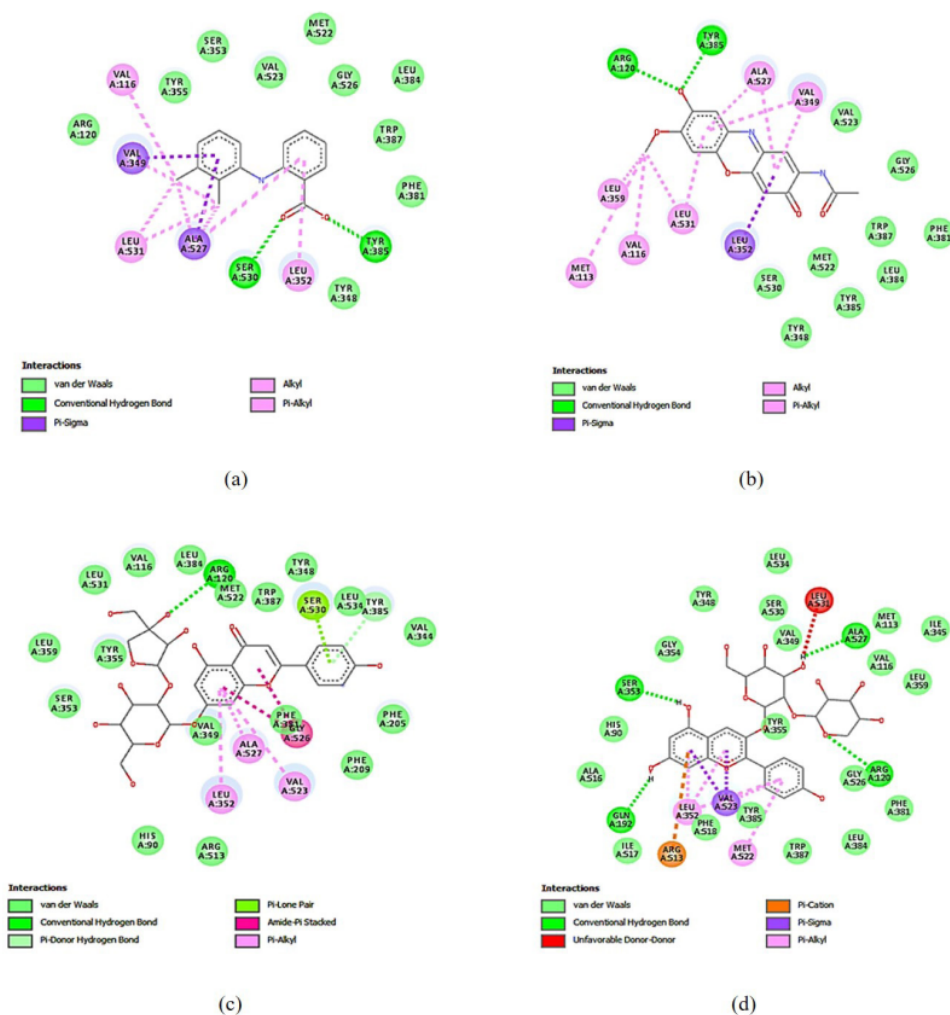 MET
A:522
SER
A:353
VAL
A:523
GLY
A:526
LEU
A:384
VAL
A:116
TYR
A:355
ARG
A:120
TRP
A:387
VAL
A:349
PHE
A:381
N
LEU
A:531
ALA
A:527
SER
A:530
LEU
A:352
TYR
A:385
TYR
A:348
Interactions
van der Waals
Conventional Hydrogen Bond
Pi-Sigma
Alkyl
Pi-Alkyl
(a)
TYR
A:385
ARG
A:120
ALA
A:527
VAL
A:349
VAL
A:523
N
N
GLY
A:526
LEU
A:359
LEU
A:531
VAL
A:116
MET
A:113
LEU
A:352
TRP
A:387
PHE
A:381
MET
A:522
LEU
A:384
SER
A:530
TYR
A:385
TYR
A:348
Interactions
van der Waals
Conventional Hydrogen Bond
Pi-Sigma
Alkyl
Pi-Alkyl
(b)
VAL
A:116
LEU
A:384
LEU
A:531
ARG
A:120
MET
A:522
TRP
A:387
TYR
A:348
SER
A:530
LEU
A:534
TYR
A:385
VAL
A:344
LEU
A:359
TYR
A:355
SER
A:353
VAL
A:349
PHE
A:381
GLY
A:526
PHE
A:205
ALA
A:527
PHE
A:209
VAL
A:523
LEU
A:352
HIS
A:90
ARG
A:513
Interactions
van der Waals
Conventional Hydrogen Bond
Pi-Donor Hydrogen Bond
Pi-Lone Pair
Amide-Pi Stacked
Pi-Alkyl
(c)
LEU
A:534
TYR
A:348
SER
A:530
LEU
A:531
VAL
A:349
ALA
A:527
MET
A:113
ILE
A:345
GLY
A:354
VAL
A:116
LEU
A:359
SER
A:353
H
H
HIS
A:90
TYR
A:355
ALA
A:516
H
GLY
A:526
ARG
A:120
GLN
A:192
LEU
A:352
VAL
A:523
PHE
A:518
TYR
A:385
PHE
A:381
ILE
A:517
ARG
A:513
MET
A:522
TRP
A:387
LEU
A:384
Interactions
van der Waals
Conventional Hydrogen Bond
Unfavorable Donor-Donor
Pi-Cation
Pi-Sigma
Pi-Alkyl
(d)